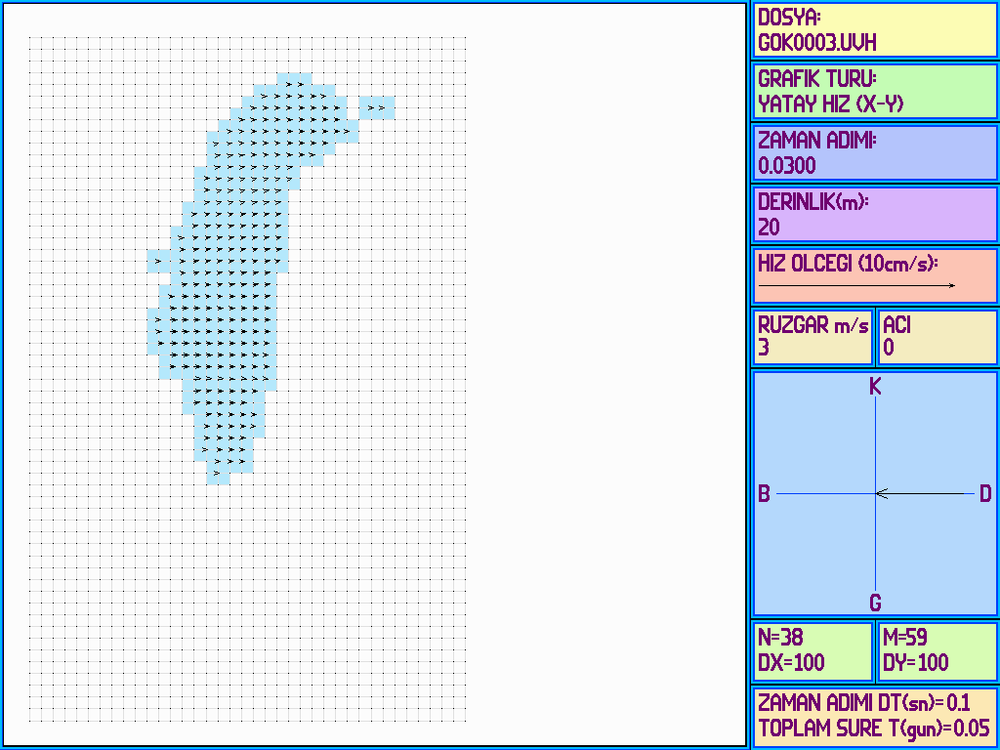 DOSYA:
GOK0003.UVH
GRAFIK TURU:
YATAY HIZ (X-Y)
ZAMAN ADIMI:
0.0300
DERINLIK(m):
20
HIZ OLCEGI (10cm/s):
RUZGAR m/s
3
ACI
0
K
B
D
G
N=38
DX=100
M=59
DY=100
ZAMAN ADIMI DT(sn)=0.1
TOPLAM SURE T(gun)=0.05